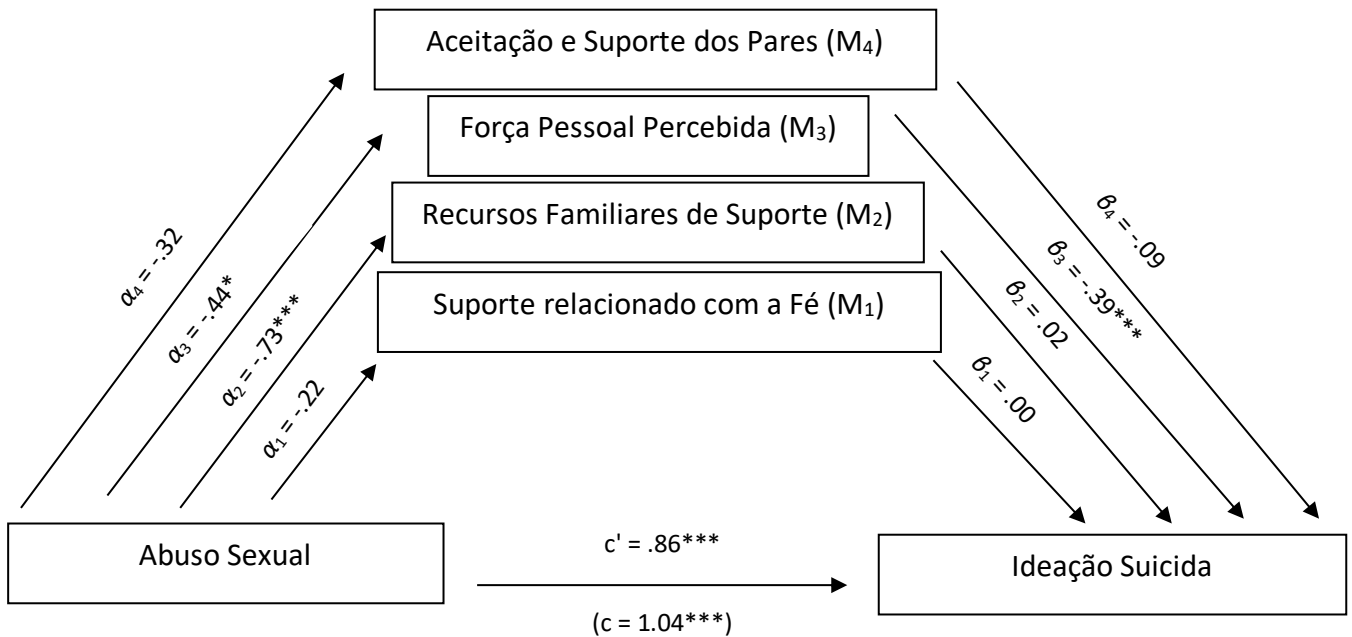 Aceitação e Suporte dos Pares (M₄)
Força Pessoal Percebida (M₃)
Recursos Familiares de Suporte (M₂)
Suporte relacionado com a Fé (M₁)
α₄ = -.32
α₃ = -.44*
α₂ = -.73***
α₁ = -.22
β₄ = -.09
β₃ = -.39***
β₂ = .02
β₁ = .00
Abuso Sexual
c' = .86***
(c = 1.04***)
Ideação Suicida